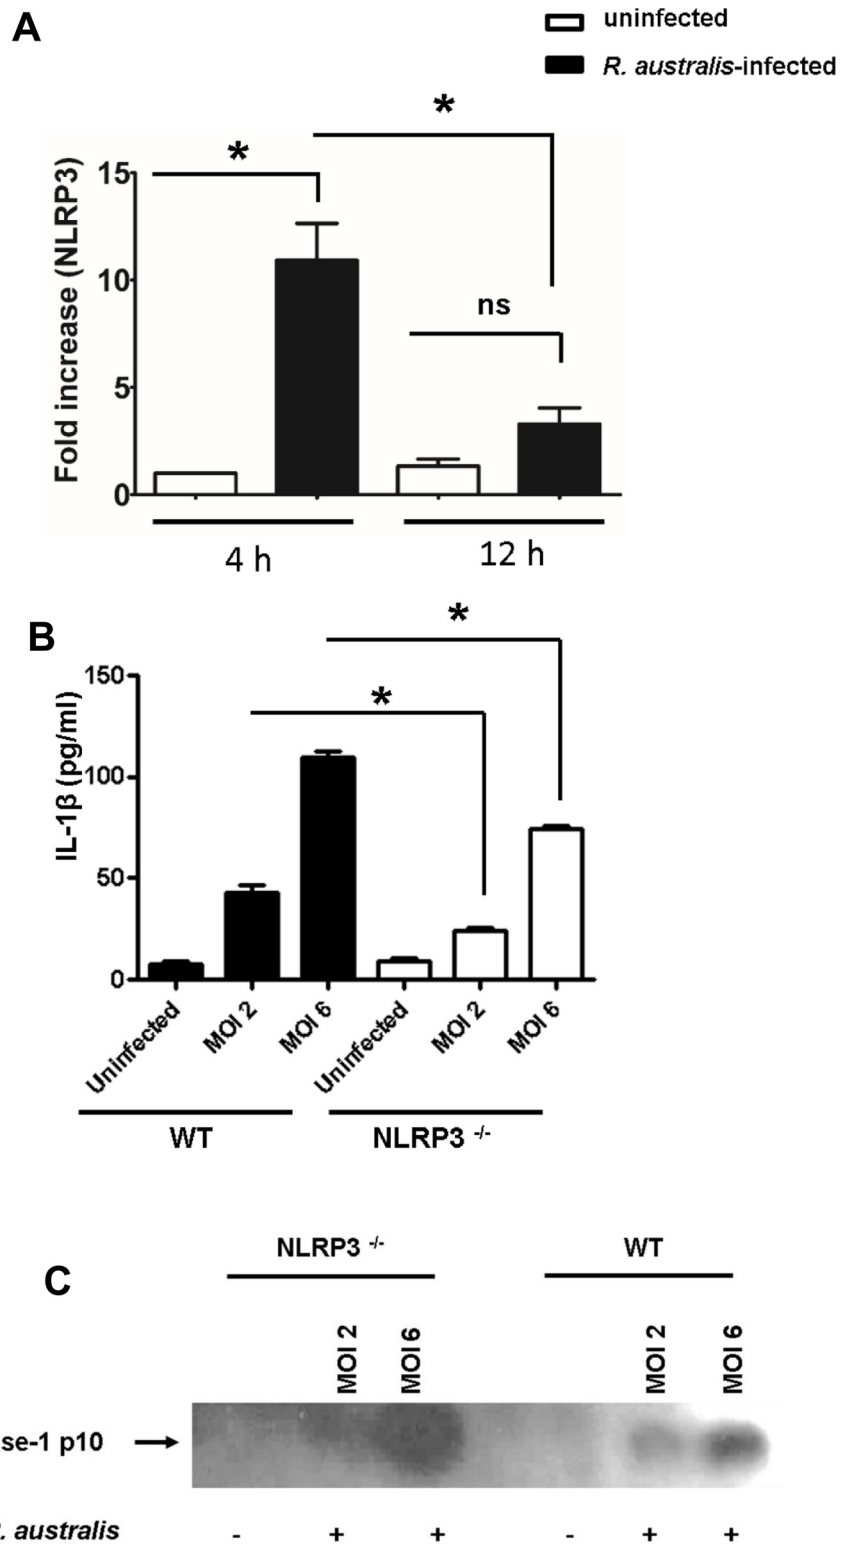 A
uninfected
R. australis-infected
*
*
Fold increase (NLRP3)
15
10
5
0
ns
4 h
12 h
B
*
*
IL-1β (pg/ml)
150
100
50
0
Uninfected
MOI 2
MOI 6
Uninfected
MOI 2
MOI 6
WT
NLRP3 -/-
C
NLRP3 -/-
WT
MOI 2
MOI 6
MOI 2
MOI 6
se-1 p10
. australis
- + + - + +